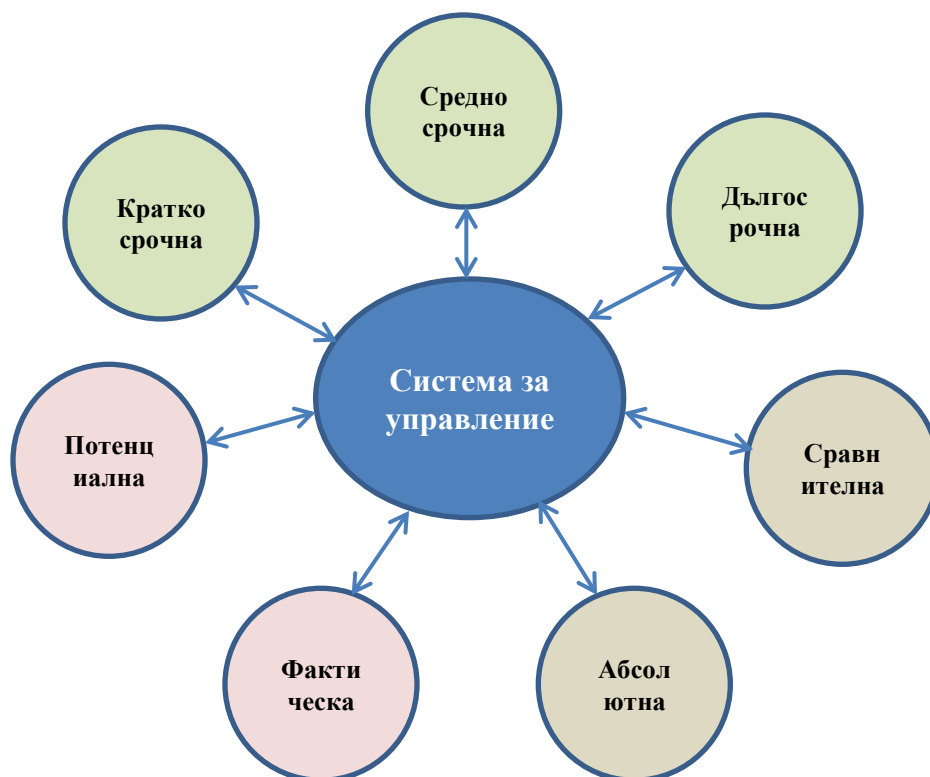 Средно
срочна
Кратко
срочна
Дългос
рочна
Система за
управление
Потенц
иална
Сравн
ителна
Факти
ческа
Абсол
ютна